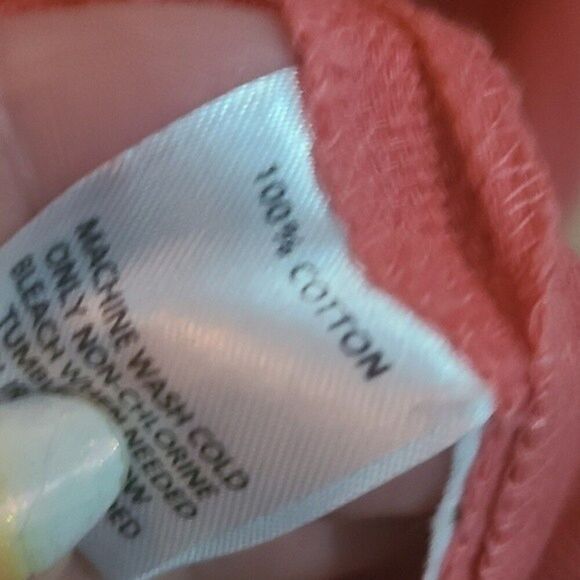 100% COTTON
MACHINE WASH COLD
ONLY NON-CHLORINE
BLEACH WHEN NEEDED